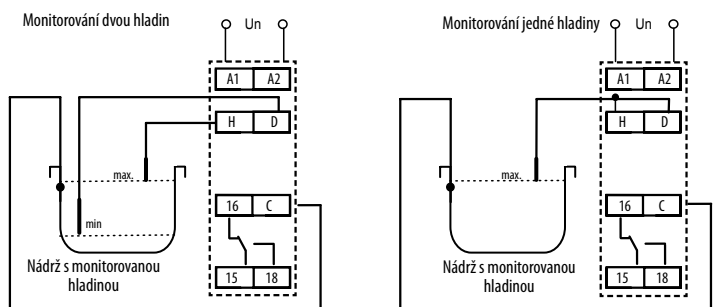 Monitorování dvou hladin
Un
A1 A2
H D
max.
min
16 C
15 18
Nádrž s monitorovanou
hladinou
Monitorování jedné hladiny
Un
A1 A2
H D
max.
16 C
15 18
Nádrž s monitorovanou
hladinou